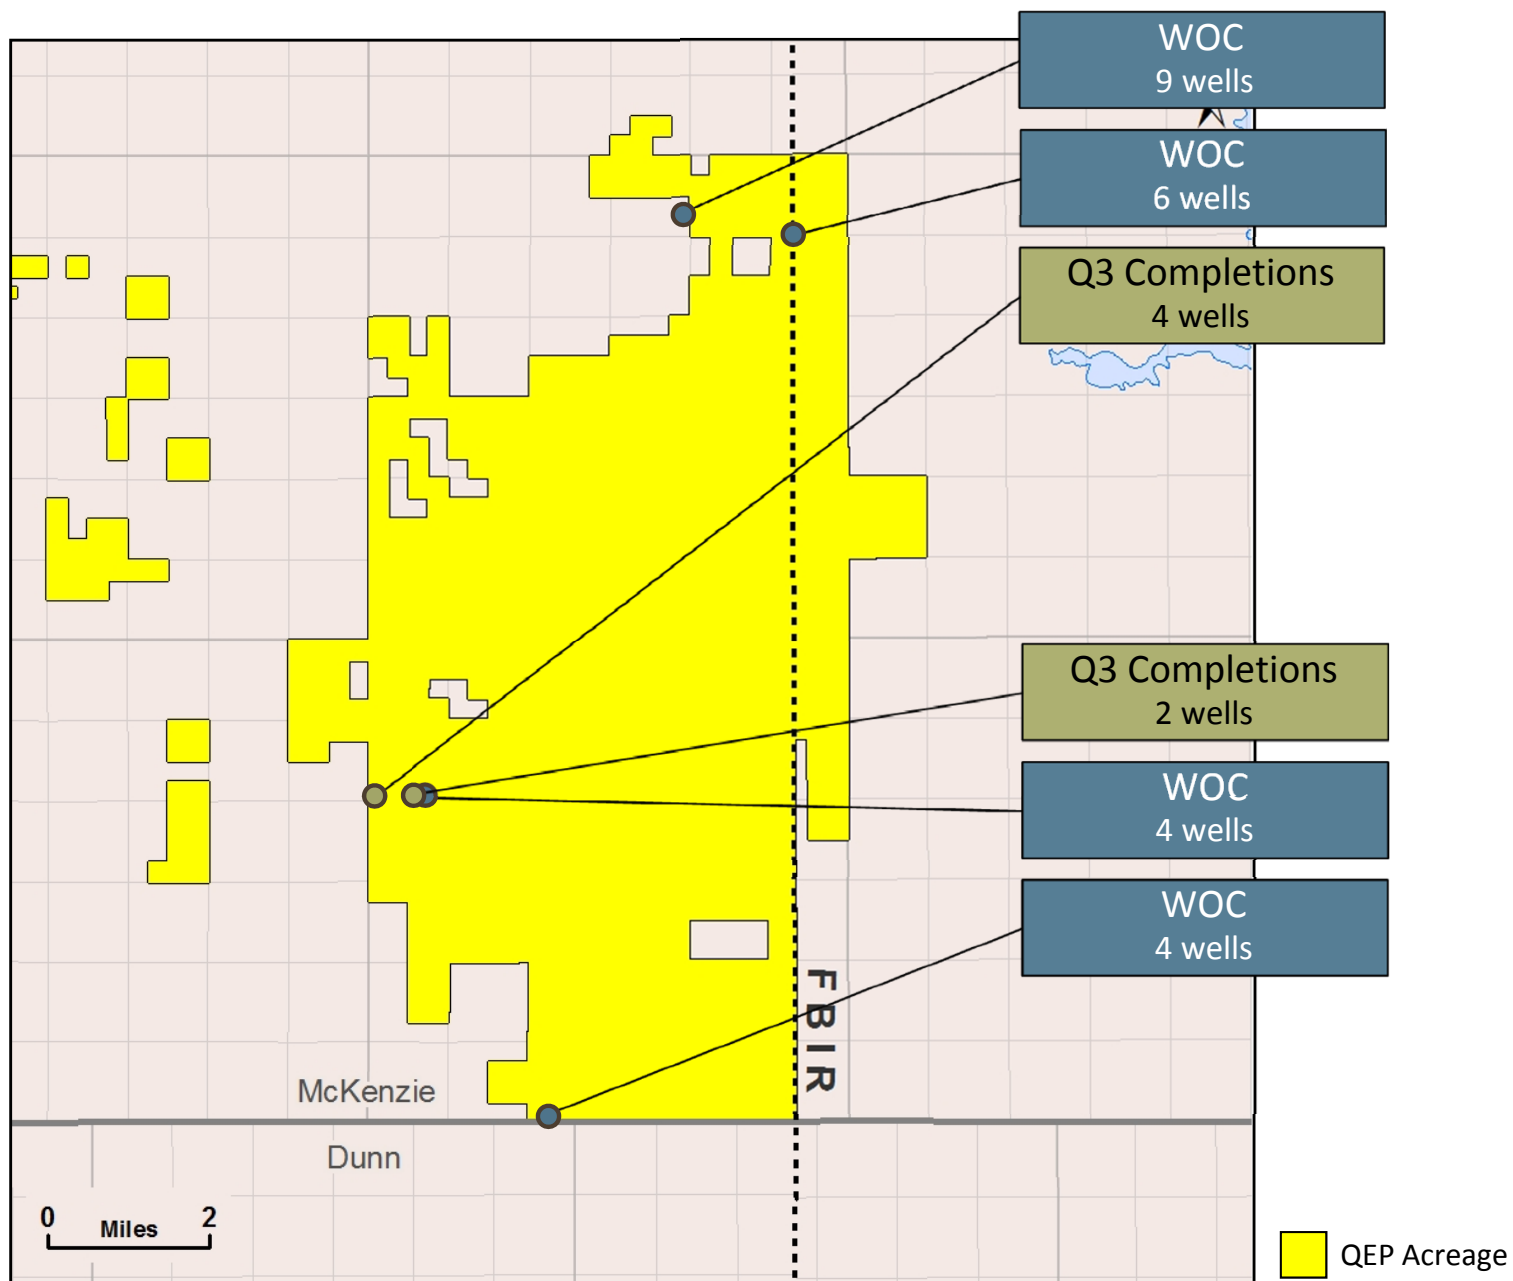 WOC
9 wells
WOC
6 wells
Q3 Completions
4 wells
Q3 Completions
2 wells
WOC
4 wells
WOC
4 wells
FBIR
McKenzie
Dunn
0 Miles 2
QEP Acreage